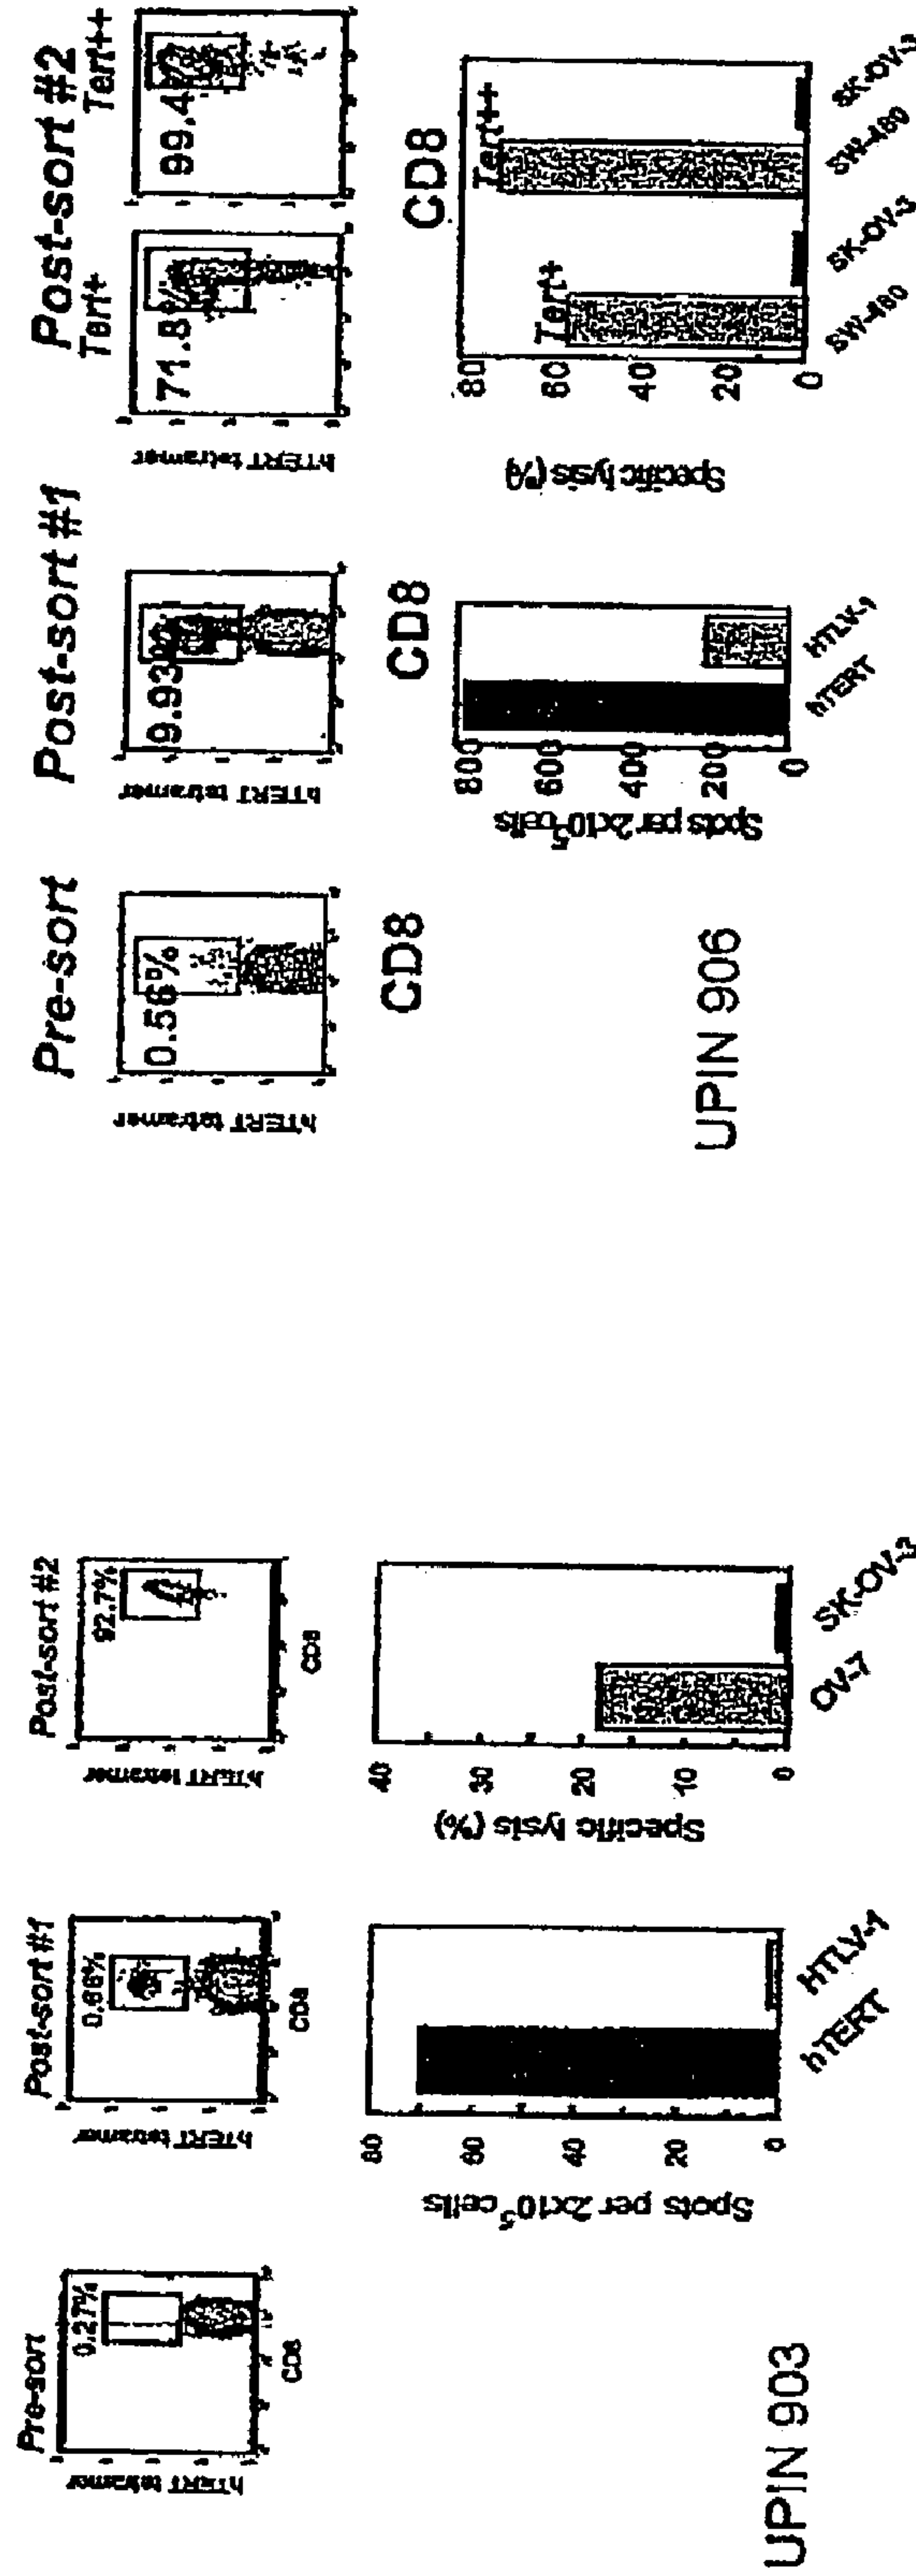 Pre-sort
Post-sort #1
Post-sort #2
hTERT tetramer
0.27%
CD8
hTERT tetramer
CD8
hTERT tetramer
92.7%
CD8
Spots per 2x10⁵ cells
80
60
40
20
0
hTERT
HTLV-1
Specific lysis (%)
40
30
20
10
0
OV-7
SK-OV-3
UPIN 903
Pre-sort
Post-sort #1
Post-sort #2
Tert+
Tert++
hTERT tetramer
0.56%
CD8
hTERT tetramer
CD8
hTERT tetramer
71.8%
99.4%
CD8
Spots per 2x10⁵ cells
800
600
400
200
0
hTERT
HTLV-1
Specific lysis (%)
80
60
40
20
0
Tert+
Tert++
SW-480
SK-OV-3
SW-480
SK-OV-3
UPIN 906